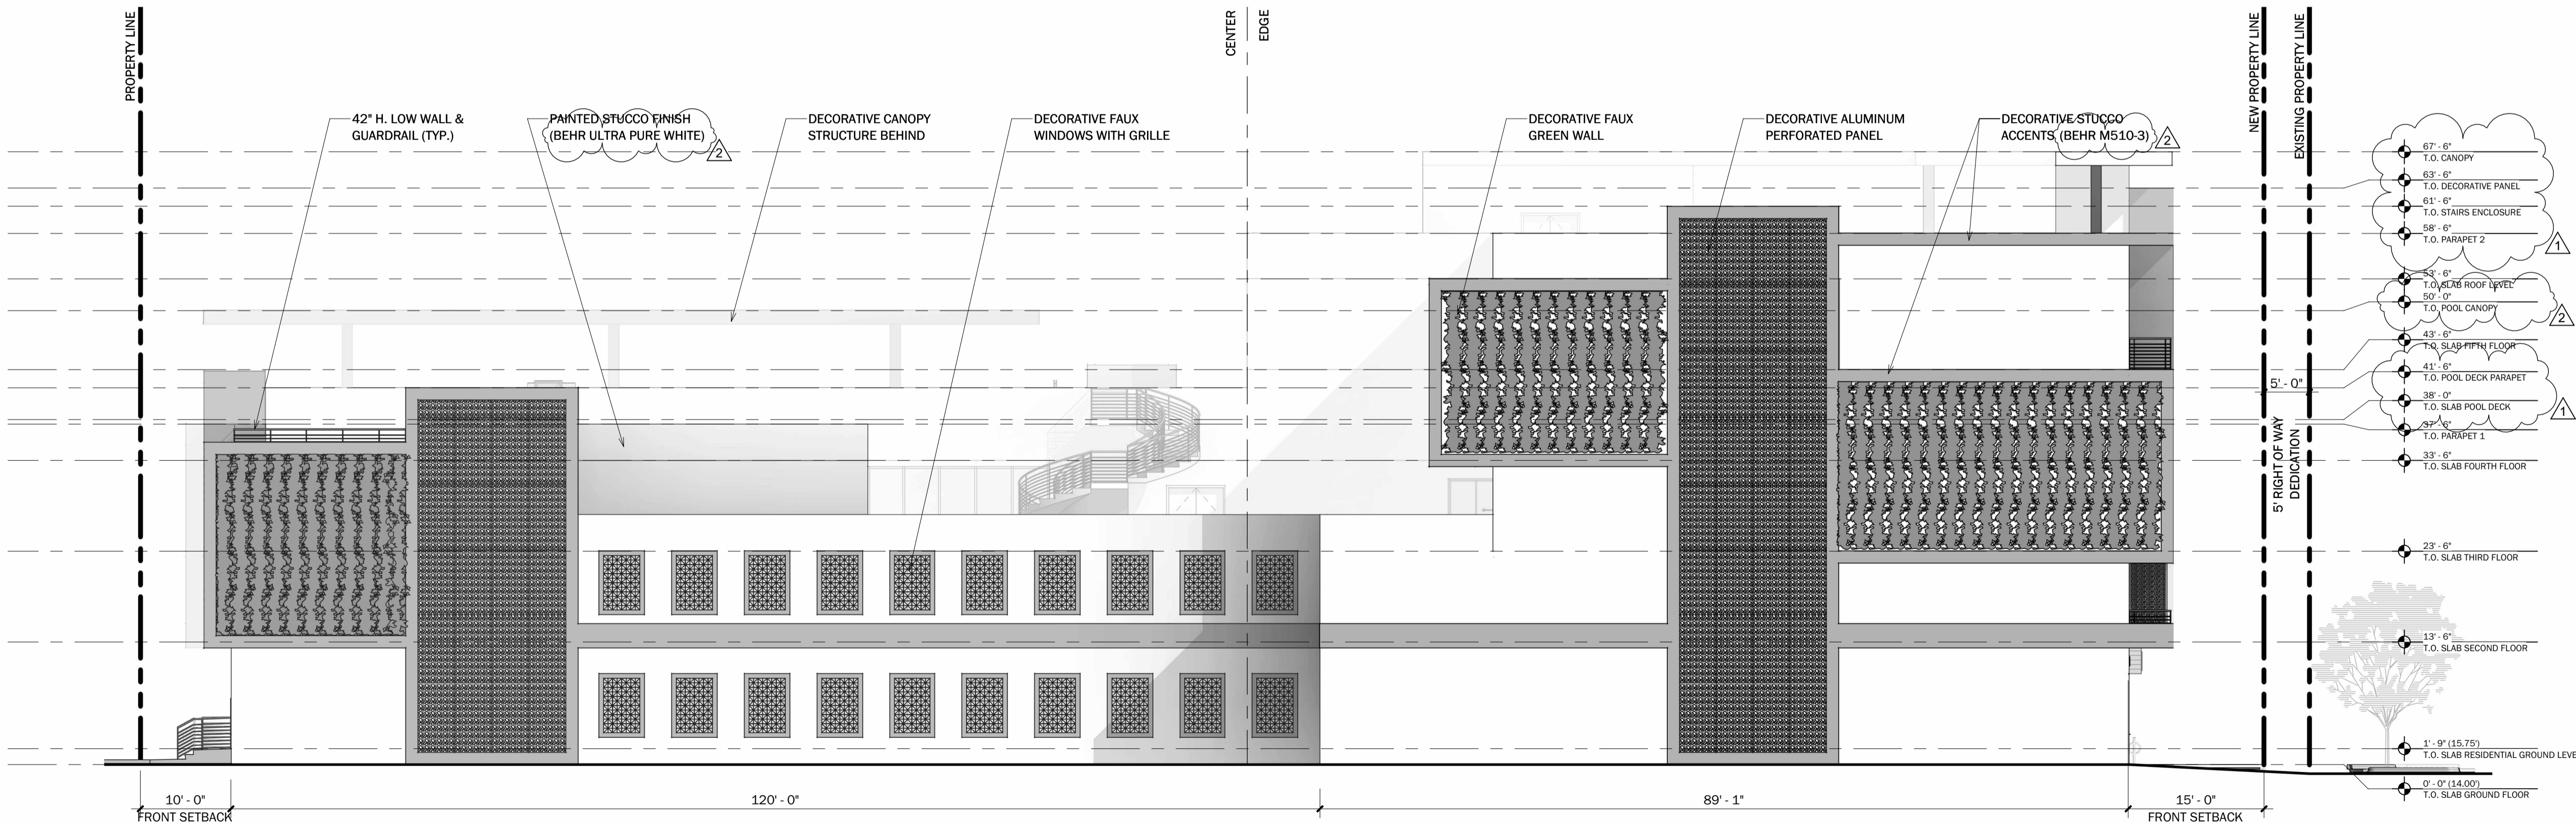 PROPERTY LINE
CENTER
EDGE
NEW PROPERTY LINE
EXISTING PROPERTY LINE
42" H. LOW WALL &
GUARDRAIL (TYP.)
PAINTED STUCCO FINISH
(BEHR ULTRA PURE WHITE)
2
DECORATIVE CANOPY
STRUCTURE BEHIND
DECORATIVE FAUX
WINDOWS WITH GRILLE
DECORATIVE FAUX
GREEN WALL
DECORATIVE ALUMINUM
PERFORATED PANEL
DECORATIVE STUCCO
ACCENTS (BEHR M510-3)
2
67' - 6"
T.O. CANOPY
63' - 6"
T.O. DECORATIVE PANEL
61' - 6"
T.O. STAIRS ENCLOSURE
58' - 6"
T.O. PARAPET 2
1
53' - 6"
T.O. SLAB ROOF LEVEL
50' - 0"
T.O. POOL CANOPY
2
43' - 6"
T.O. SLAB FIFTH FLOOR
41' - 6"
T.O. POOL DECK PARAPET
38' - 0"
T.O. SLAB POOL DECK
1
37' - 6"
T.O. PARAPET 1
33' - 6"
T.O. SLAB FOURTH FLOOR
23' - 6"
T.O. SLAB THIRD FLOOR
13' - 6"
T.O. SLAB SECOND FLOOR
1' - 9" (15.75')
T.O. SLAB RESIDENTIAL GROUND LEVE
0' - 0" (14.00')
T.O. SLAB GROUND FLOOR
5' - 0"
5' RIGHT OF WAY
DEDICATION
10' - 0"
FRONT SETBACK
120' - 0"
89' - 1"
15' - 0"
FRONT SETBACK